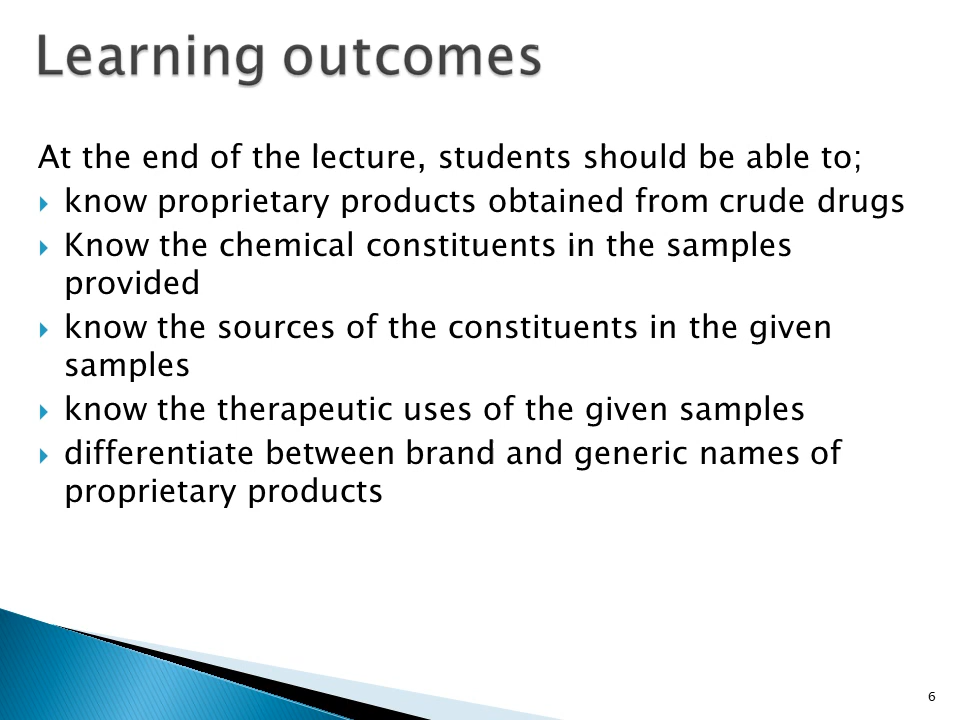 Learning outcomes
At the end of the lecture, students should be able to;
know proprietary products obtained from crude drugs
Know the chemical constituents in the samples
provided
know the sources of the constituents in the given
samples
know the therapeutic uses of the given samples
differentiate between brand and generic names of
proprietary products
6